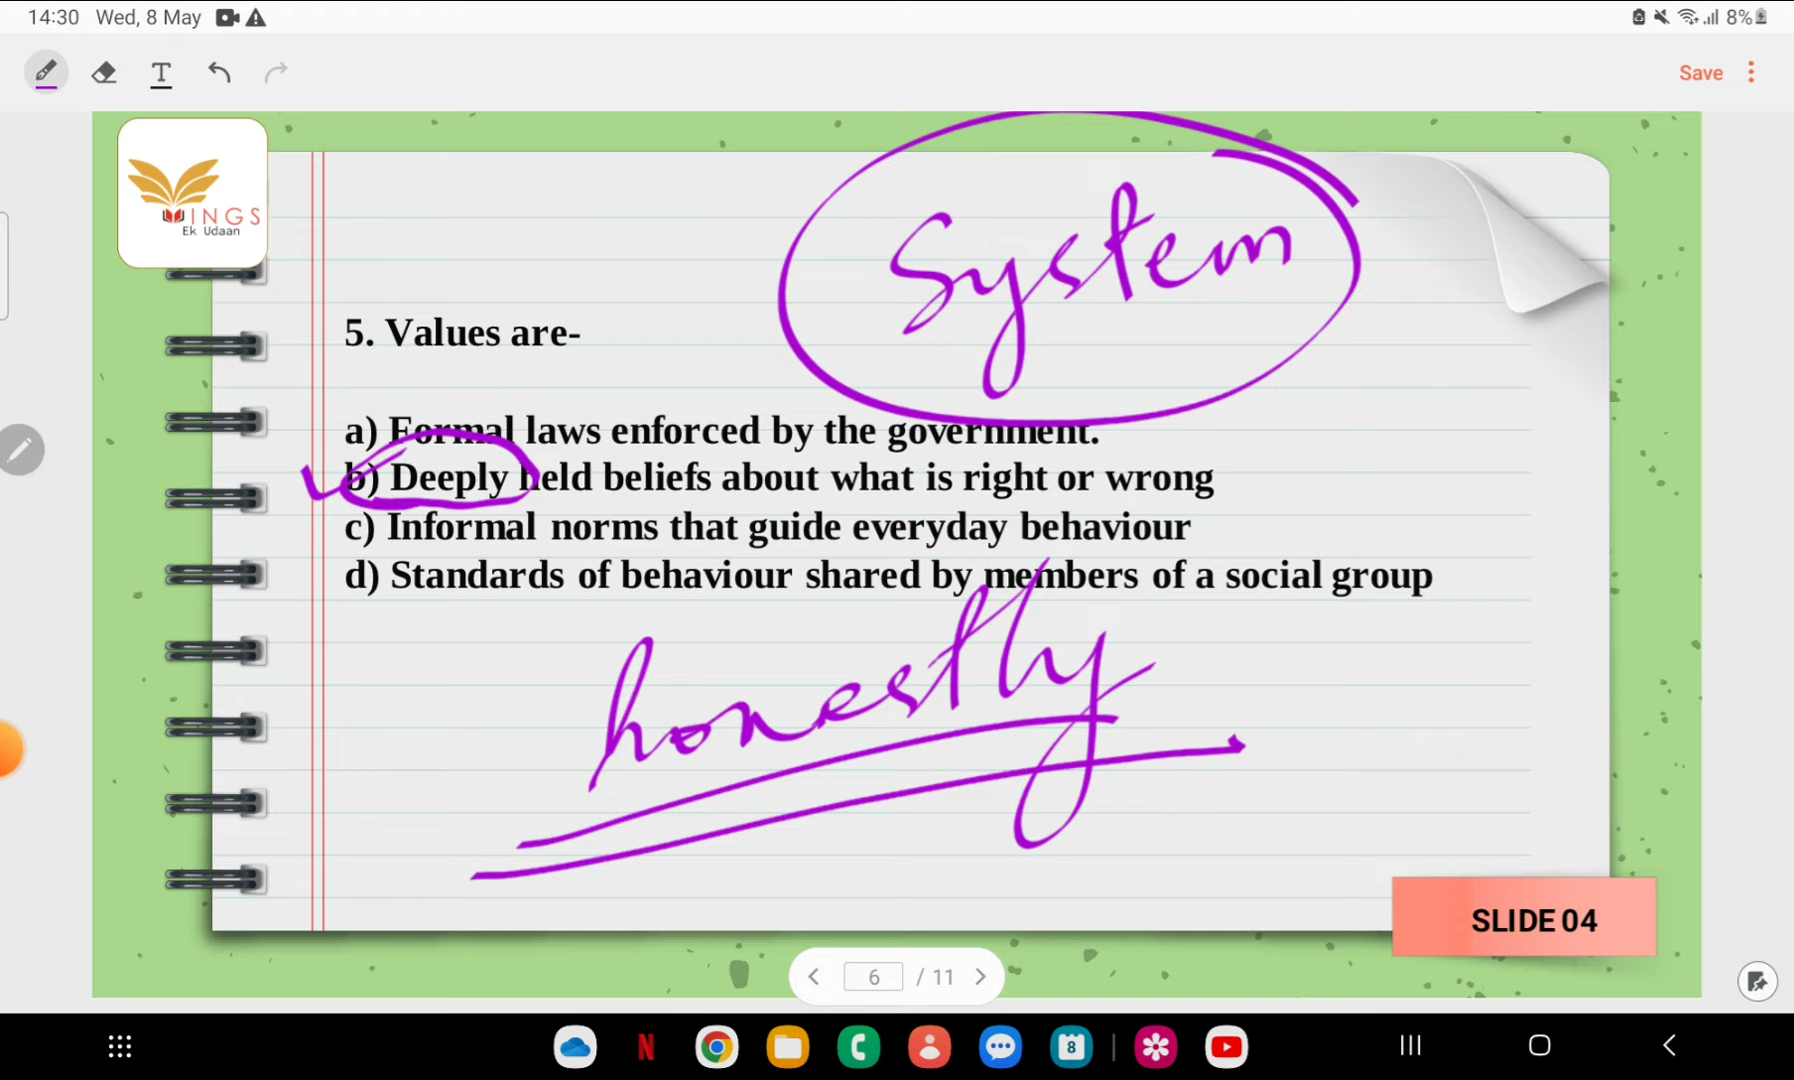 14:30 Wed, 8 May
8%
Save
WINGS
Ek Udaan
System
5. Values are-
a) Formal laws enforced by the government.
b) Deeply held beliefs about what is right or wrong
c) Informal norms that guide everyday behaviour
d) Standards of behaviour shared by members of a social group
honestly
SLIDE 04
6 / 11
N
8